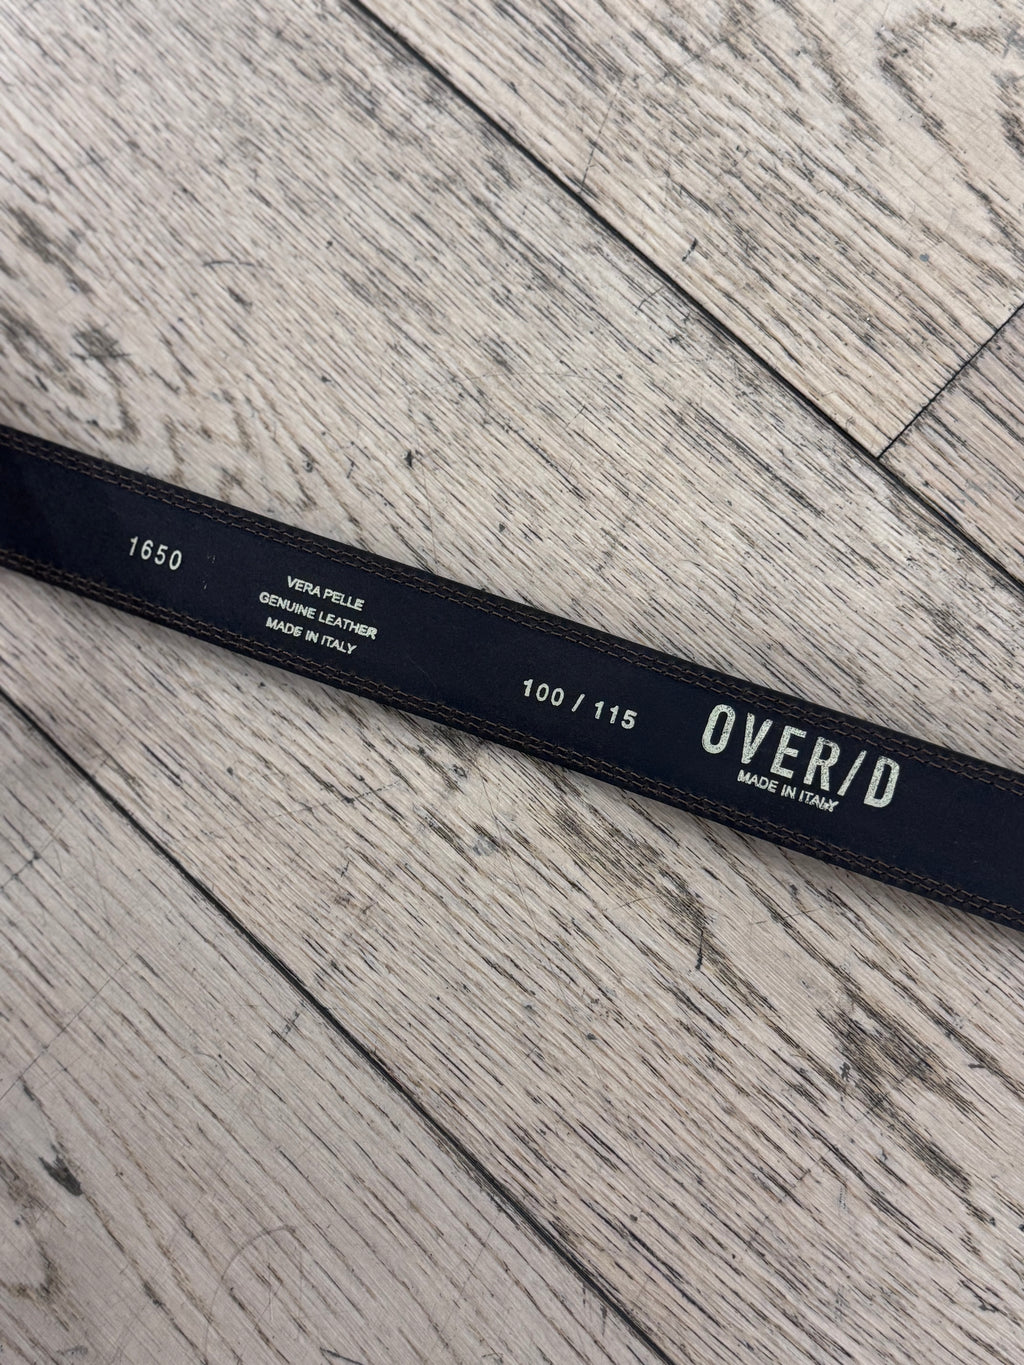 1650
VERA PELLE
GENUINE LEATHER
MADE IN ITALY
100 / 115
OVER/D
MADE IN ITALY